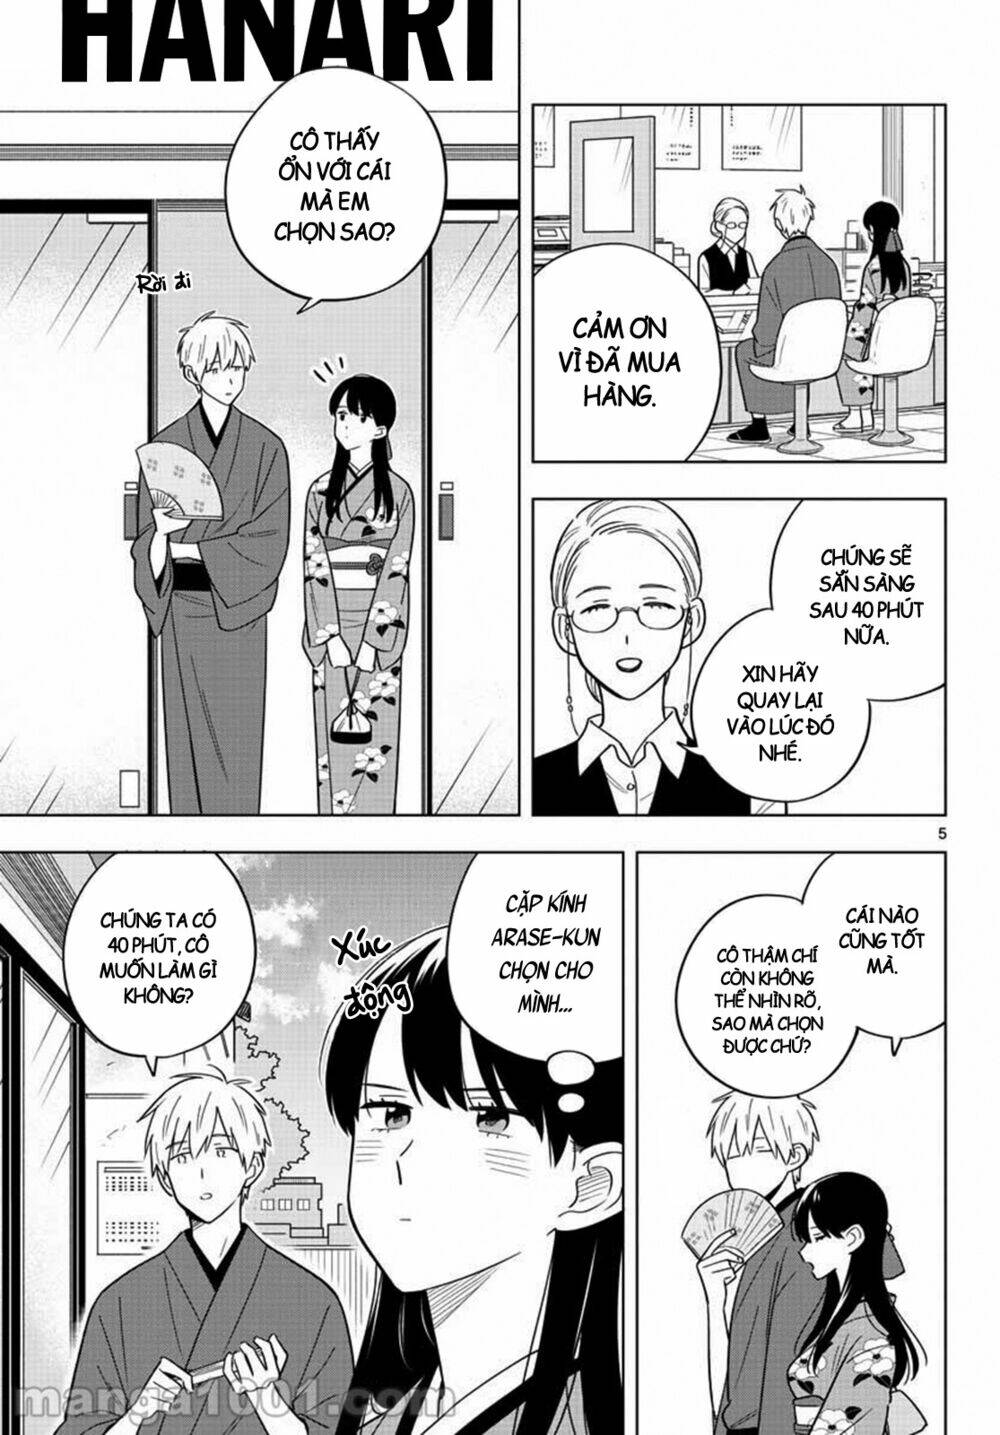 CẢM ƠN
VÌ ĐÃ MUA
HÀNG.
CHÚNG SẼ
SẴN SÀNG
SAU 40 PHÚT
NỮA.
XIN HÃY
QUAY LẠI
VÀO LÚC ĐÓ
NHÉ.
HANARI
CÔ THẤY
ỔN VỚI CÁI
MÀ EM
CHỌN SAO?
Rời đi
5
CÁI NÀO
CŨNG TỐT
MÀ.
CÔ THẬM CHÍ
CÒN KHÔNG
THỂ NHÌN RÕ,
SAO MÀ CHỌN
ĐƯỢC CHỨ?
CẶP KÍNH
ARASE-KUN
CHỌN CHO
MÌNH...
Xúc
động
CHÚNG TA CÓ
40 PHÚT, CÔ
MUỐN LÀM GÌ
KHÔNG?
manga1001.com